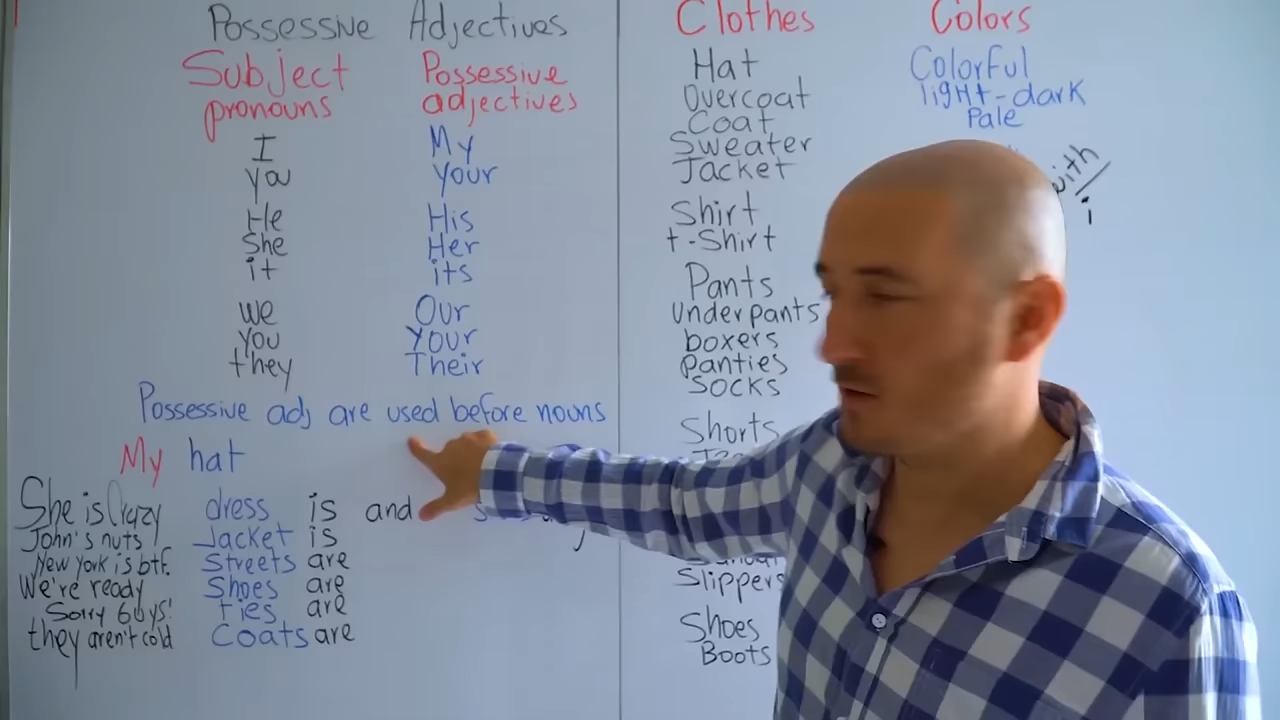 Possessive Adjectives
Subject pronouns
Possessive adjectives
I My
you Your
He His
She Her
it its
we Our
you Your
they Their
Possessive adj are used before nouns
My hat
She is Crazy dress is and
John's nuts Jacket is
New York is btf. Streets are
We're ready Shoes are
Sorry Guys! Ties are
they aren't cold Coats are
Clothes
Hat
Overcoat
Coat
Sweater
Jacket
Shirt
t-Shirt
Pants
underpants
boxers
panties
socks
Shorts
Slippers
Shoes
Boots
Colors
Colorful
light-dark
Pale
with